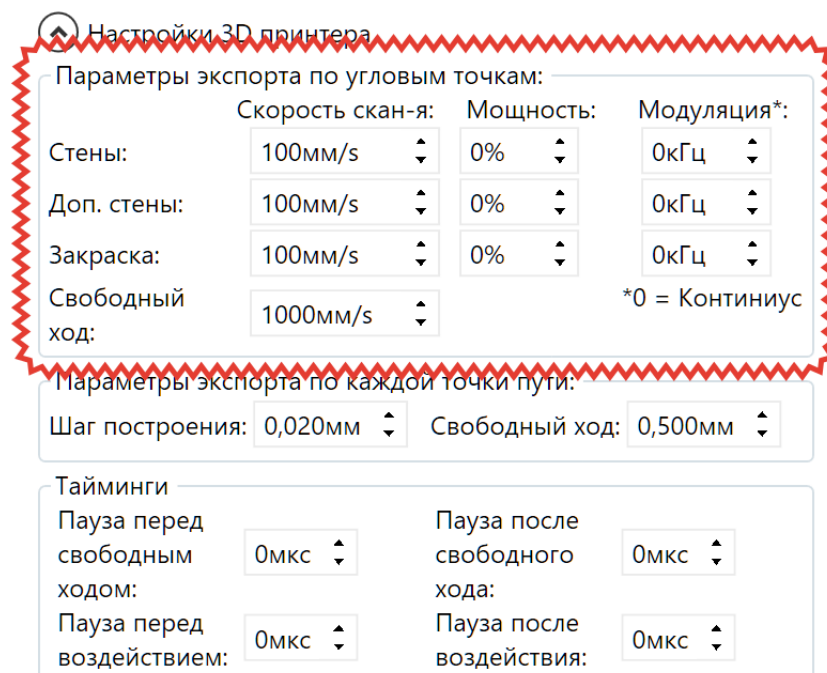 Настройки 3D принтера
Параметры экспорта по угловым точкам:
Скорость скан-я: Мощность: Модуляция*:
Стены: 100мм/s 0% 0кГц
Доп. стены: 100мм/s 0% 0кГц
Закраска: 100мм/s 0% 0кГц
Свободный
ход: 1000мм/s
*0 = Континиус
Параметры экспорта по каждой точки пути:
Шаг построения: 0,020мм Свободный ход: 0,500мм
Тайминги
Пауза перед
свободным
ходом: 0мкс
Пауза после
свободного
хода: 0мкс
Пауза перед
воздействием: 0мкс
Пауза после
воздействия: 0мкс